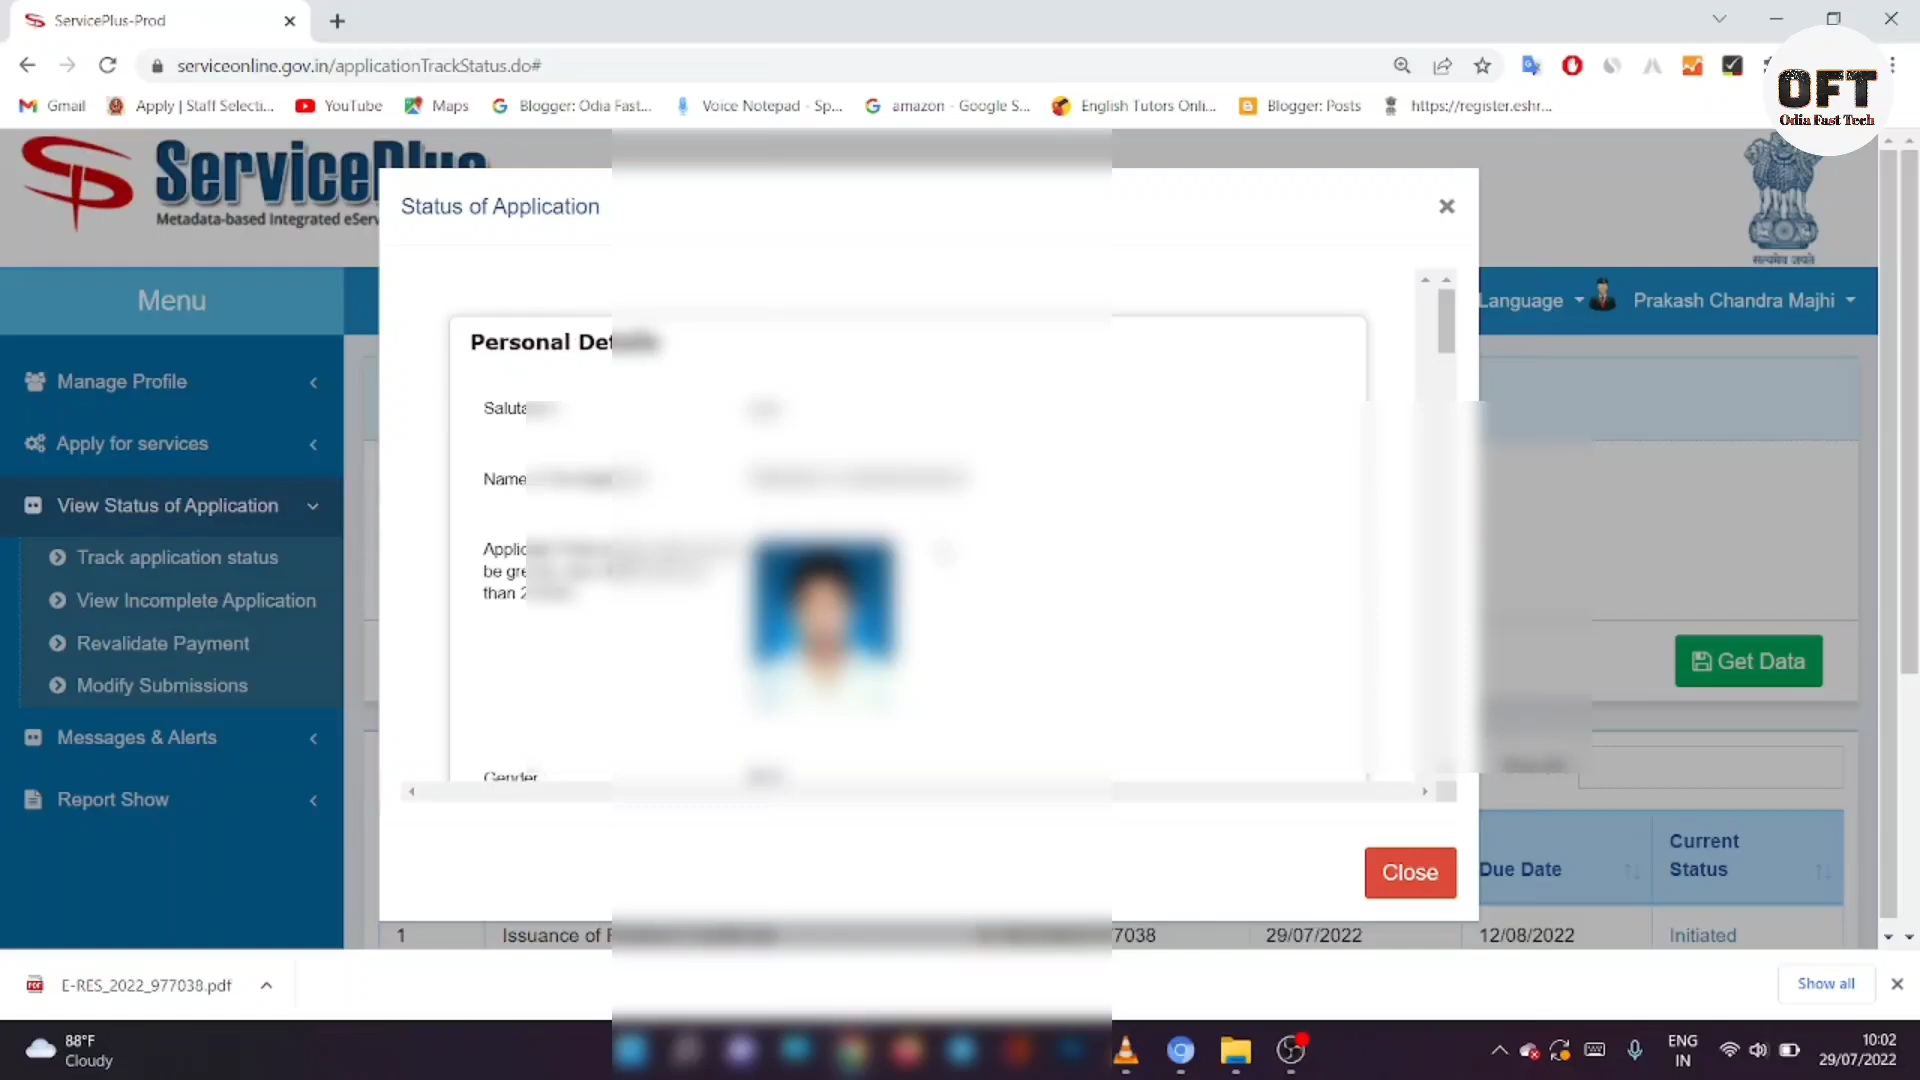 ServicePlus-Prod
serviceonline.gov.in/applicationTrackStatus.do#
Gmail
Apply | Staff Selecti...
YouTube
Maps
Blogger: Odia Fast...
Voice Notepad - Sp...
amazon - Google S...
English Tutors Onli...
Blogger: Posts
https://register.eshr...
OFT
Odia Fast Tech
ServicePlus
Metadata-based Integrated eServ
सत्यमेव जयते
Status of Application
Menu
Language
Prakash Chandra Majhi
Personal Det
Manage Profile
Apply for services
View Status of Application
Track application status
View Incomplete Application
Revalidate Payment
Modify Submissions
Messages & Alerts
Report Show
Name
be gre
than 2
Gender
Get Data
Close
Due Date
Current
Status
1
Issuance of
7038
29/07/2022
12/08/2022
Initiated
E-RES_2022_977038.pdf
Show all
88°F
Cloudy
ENG
IN
10:02
29/07/2022